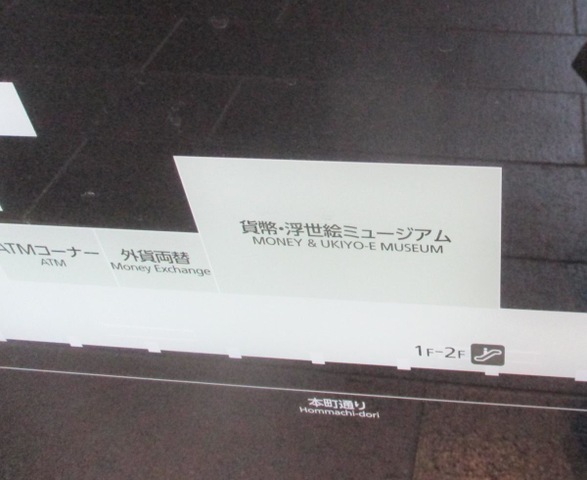 ATMコーナー
ATM
外貨両替
Money Exchange
貨幣・浮世絵ミュージアム
MONEY & UKIYO-E MUSEUM
1F-2F
本町通り
Hommachi-dori